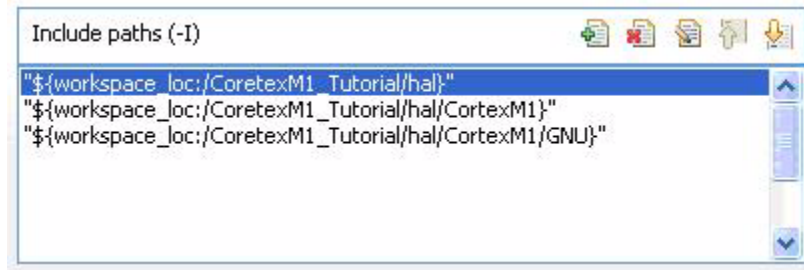 Include paths (-I)
"${workspace_loc:/CoretexM1_Tutorial/hal}"
"${workspace_loc:/CoretexM1_Tutorial/hal/CortexM1}"
"${workspace_loc:/CoretexM1_Tutorial/hal/CortexM1/GNU}"